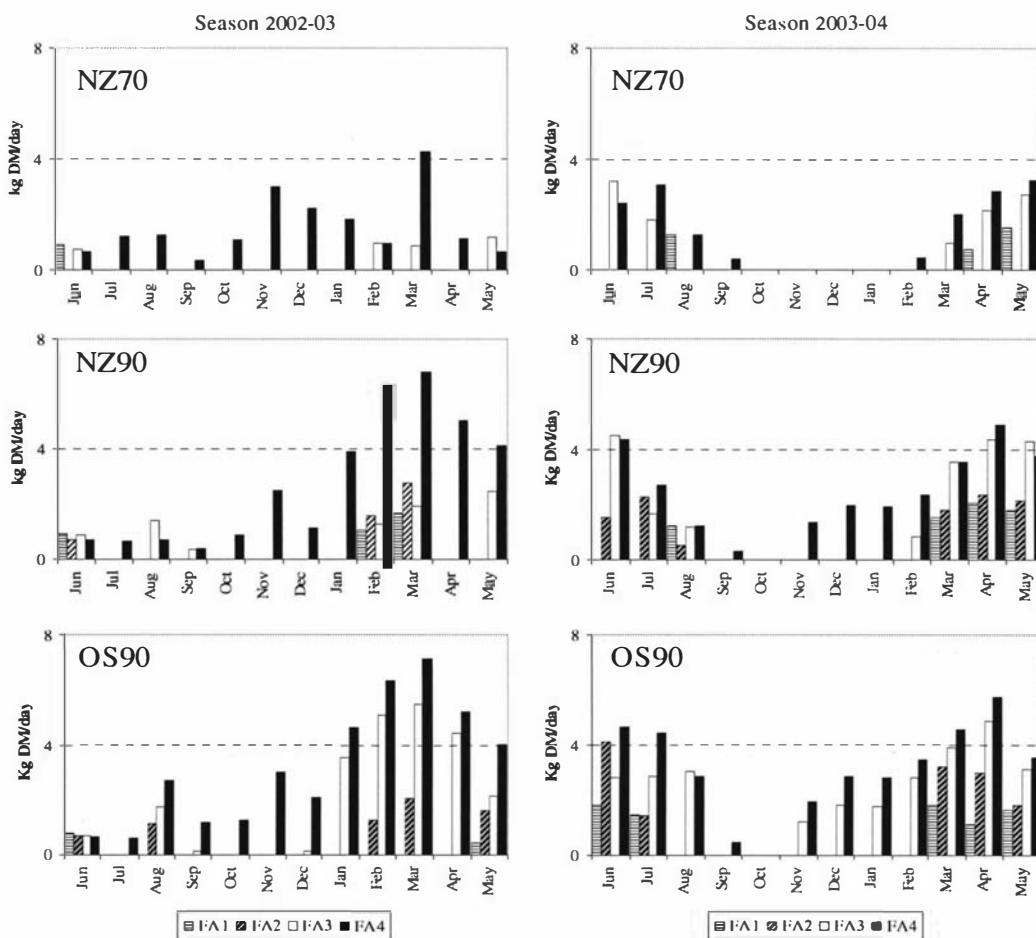 Season 2002-03
Season 2003-04
8
NZ70
kg DM/day
4
0
Jun Jul Aug Sep Oct Nov Dec Jan Feb Mar Apr May
8
NZ70
kg DM/day
4
0
Jun Jul Aug Sep Oct Nov Dec Jan Feb Mar Apr May
8
NZ90
kg DM/day
4
0
Jun Jul Aug Sep Oct Nov Dec Jan Feb Mar Apr May
8
NZ90
Kg DM/day
4
0
Jun Jul Aug Sep Oct Nov Dec Jan Feb Mar Apr May
8
OS90
Kg DM/day
4
0
Jun Jul Aug Sep Oct Nov Dec Jan Feb Mar Apr May
8
OS90
Kg DM/day
4
0
Jun Jul Aug Sep Oct Nov Dec Jan Feb Mar Apr May
FA1 FA2 FA3 FA4
FA1 FA2 FA3 FA4